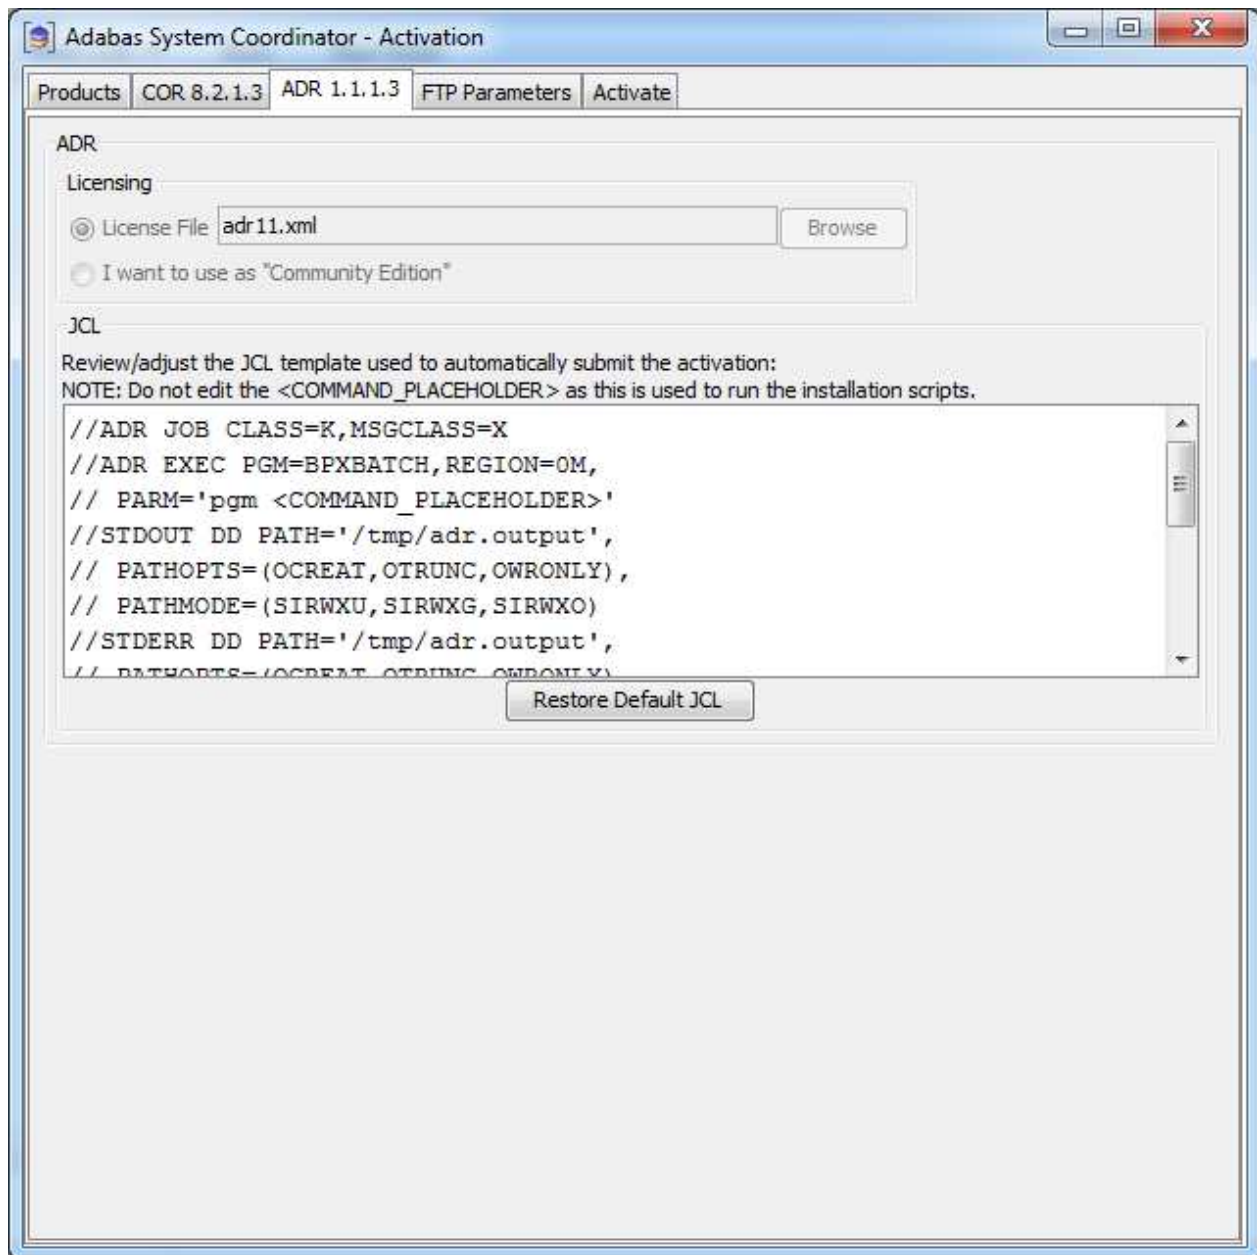 Adabas System Coordinator - Activation
Products COR 8.2.1.3 ADR 1.1.1.3 FTP Parameters Activate
ADR
Licensing
License File adr11.xml Browse
I want to use as "Community Edition"
JCL
Review/adjust the JCL template used to automatically submit the activation:
NOTE: Do not edit the <COMMAND_PLACEHOLDER> as this is used to run the installation scripts.
//ADR JOB CLASS=K,MSGCLASS=X
//ADR EXEC PGM=BPXBATCH,REGION=0M,
// PARM='pgm <COMMAND_PLACEHOLDER>'
//STDOUT DD PATH='/tmp/adr.output',
// PATHOPTS=(OCREAT,OTRUNC,OWRONLY),
// PATHMODE=(SIRWXU,SIRWXG,SIRWXO)
//STDERR DD PATH='/tmp/adr.output',
// PATHOPTS=(OCREAT,OTRUNC,OWRONLY),
Restore Default JCL